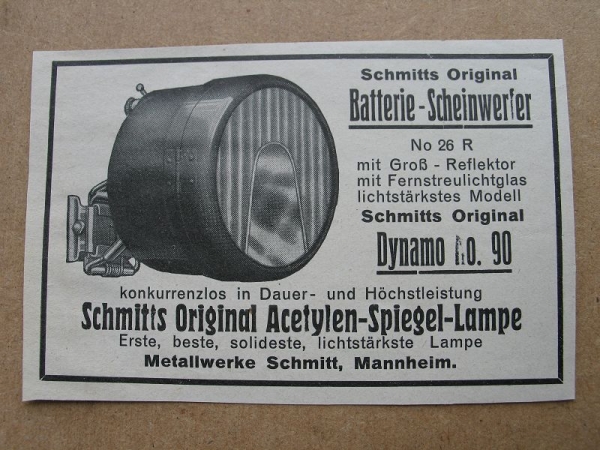 Schmitts Original
Batterie-Scheinwerfer
No 26 R
mit Groß-Reflektor
mit Fernstreulichtglas
lichtstärkstes Modell
Schmitts Original
Dynamo No. 90
konkurrenzlos in Dauer- und Höchstleistung
Schmitts Original Acetylen-Spiegel-Lampe
Erste, beste, solideste, lichtstärkste Lampe
Metallwerke Schmitt, Mannheim.